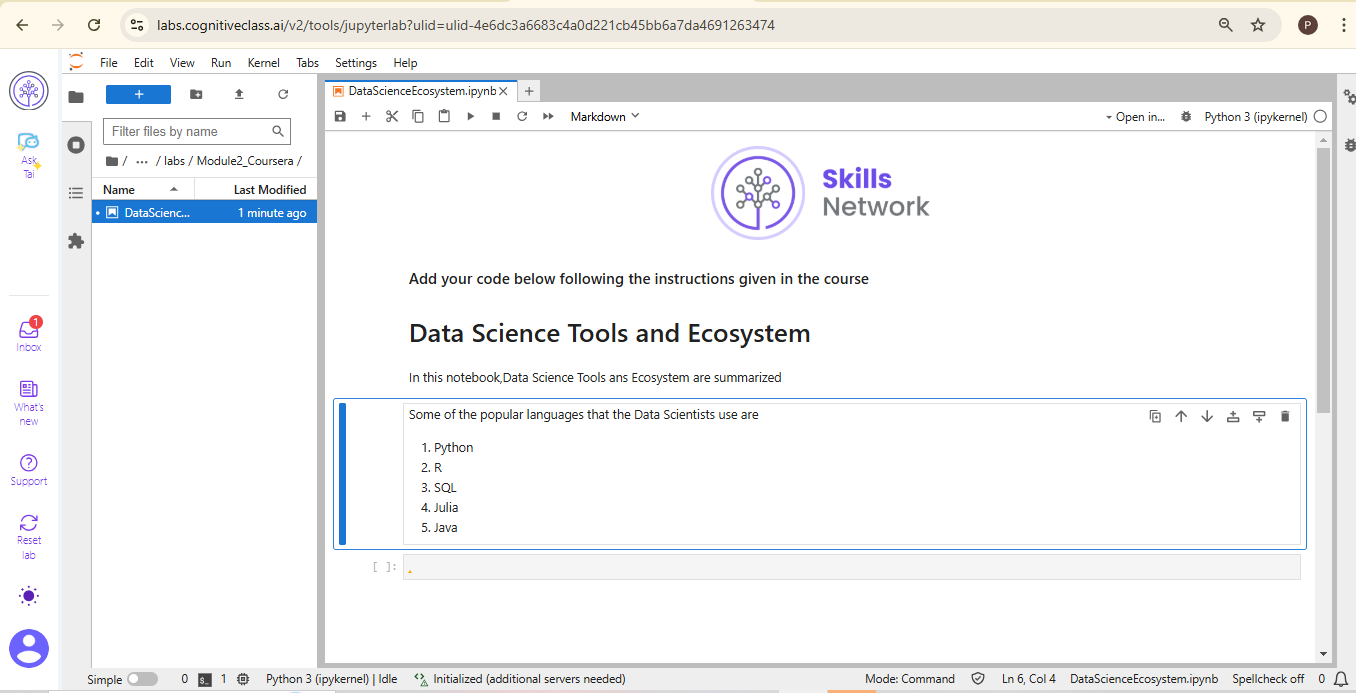 labs.cognitiveclass.ai/v2/tools/jupyterlab?ulid=ulid-4e6dc3a6683c4a0d221cb45bb6a7da4691263474
P
File Edit View Run Kernel Tabs Settings Help
Ask
Tai
1
Inbox
What's
new
Support
Reset
lab
+
Filter files by name
/ ... / labs / Module2_Coursera /
Name Last Modified
DataScienc... 1 minute ago
DataScienceEcosystem.ipynb
Markdown
Open in...
Python 3 (ipykernel)
Skills
Network
Add your code below following the instructions given in the course
Data Science Tools and Ecosystem
In this notebook,Data Science Tools ans Ecosystem are summarized
Some of the popular languages that the Data Scientists use are
1. Python
2. R
3. SQL
4. Julia
5. Java
[ ]: .
Simple 0 $_ 1 Python 3 (ipykernel) | Idle Initialized (additional servers needed) Mode: Command Ln 6, Col 4 DataScienceEcosystem.ipynb Spellcheck off 0